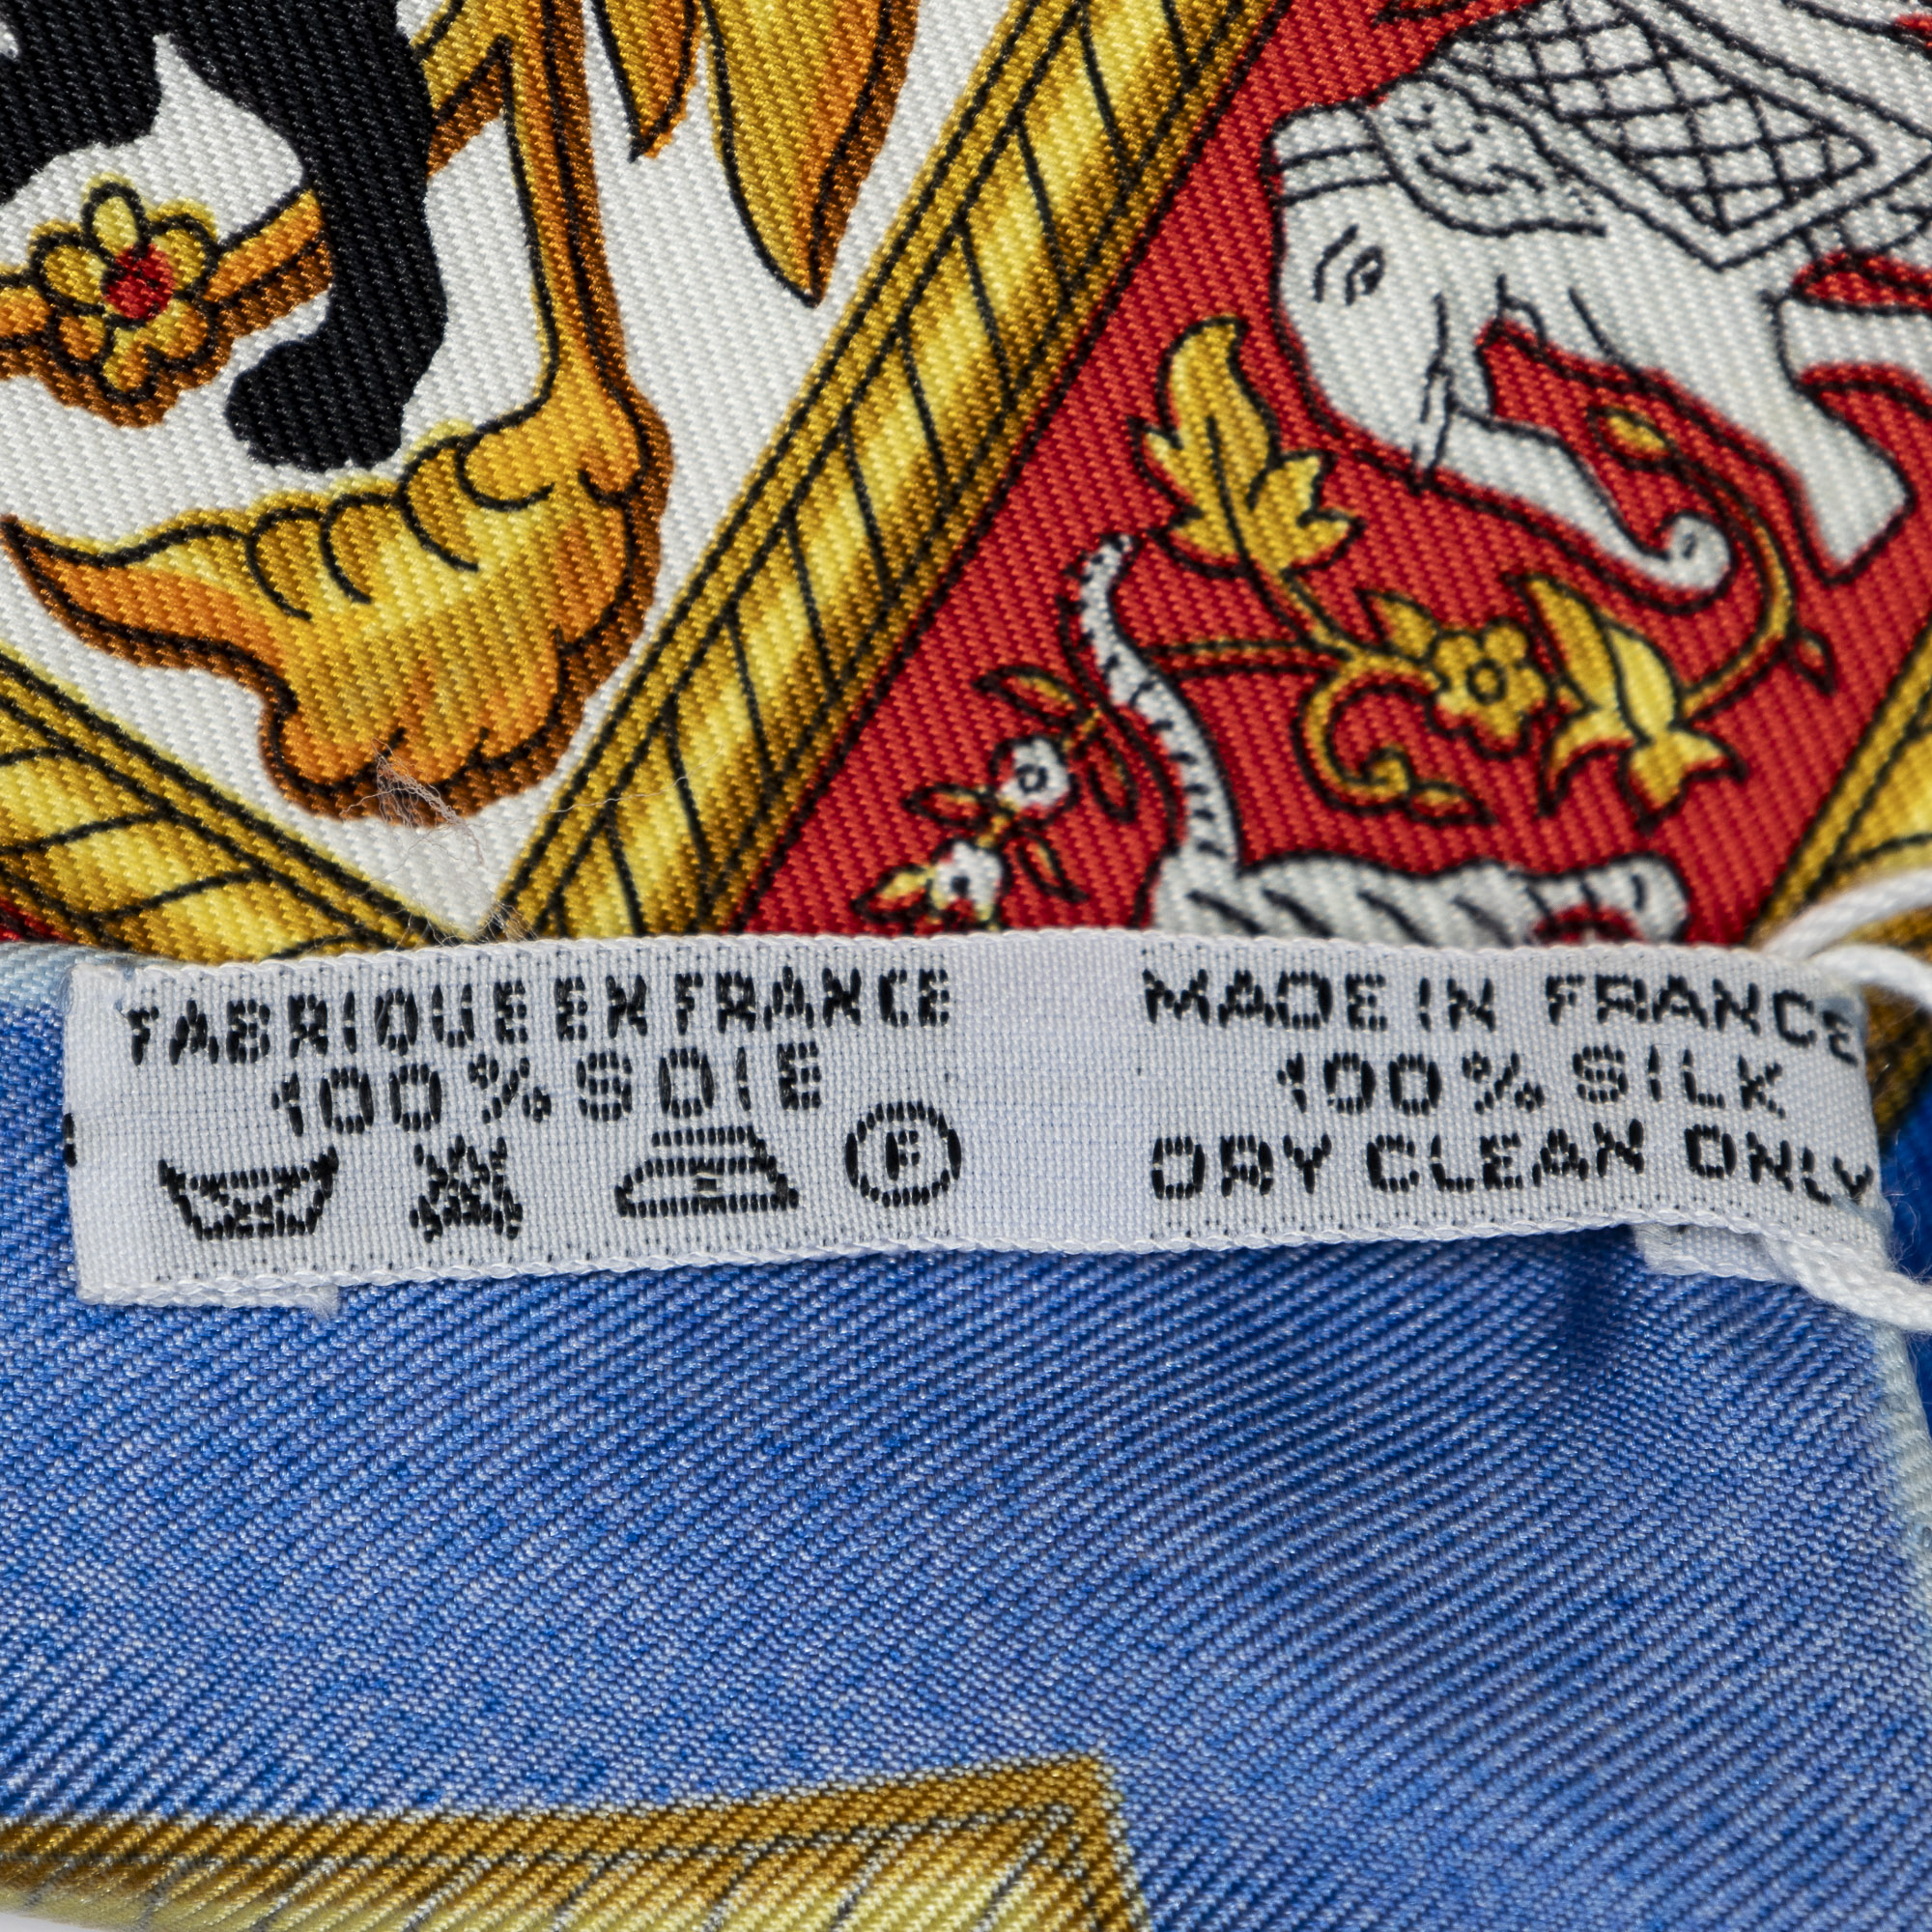 FABRIQUE EN FRANCE
100% SOIE
F
MADE IN FRANCE
100% SILK
DRY CLEAN ONLY